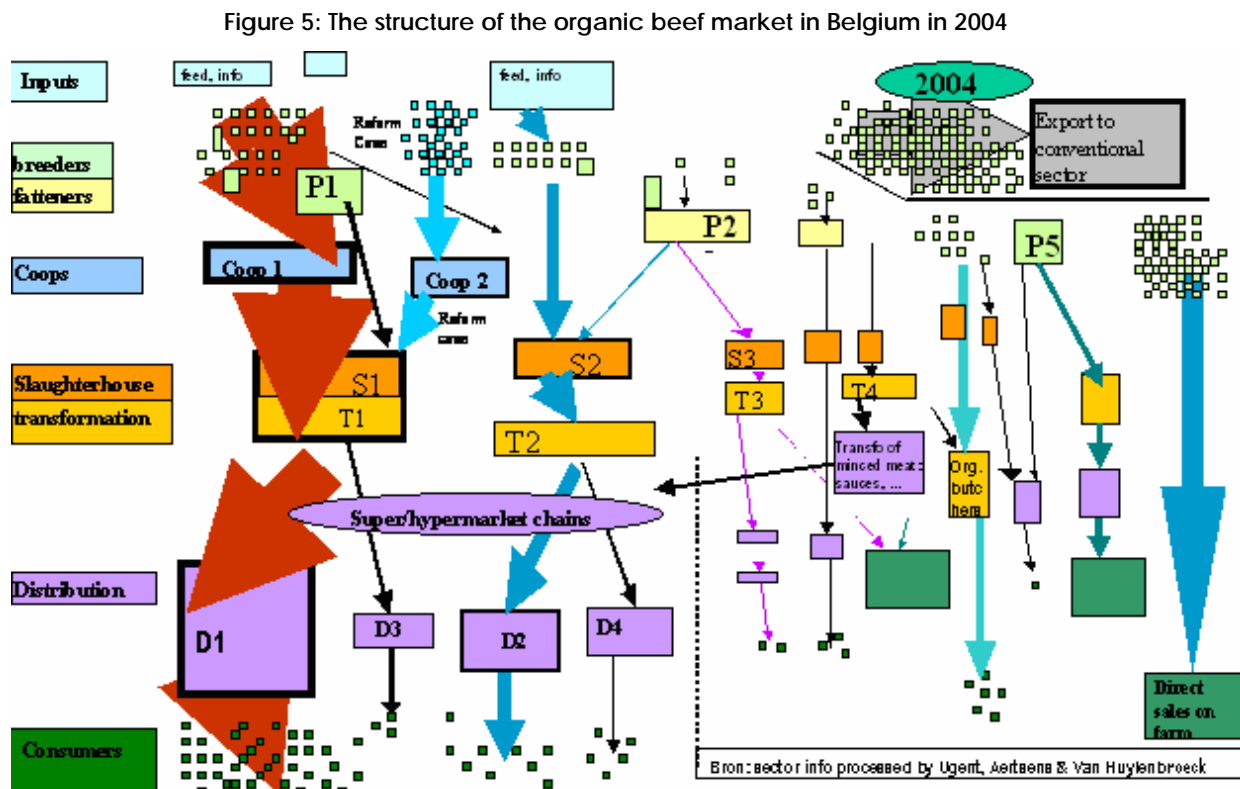 Figure 5: The structure of the organic beef market in Belgium in 2004
Inputs
feed, info
feed, info
2004
Reform
Cows
Export to
conventional
sector
breeders
fatteners
P1
P2
P5
Coops
Coop 1
Coop 2
Reform
cows
Slaughterhouse
transformation
S1
T1
S2
T2
S3
T3
T4
Transfo of
minced meat:
sauces, ...
Org.
butc
hers
Super/hypermarket chains
Distribution
D1
D3
D2
D4
Direct
sales on
farm
Consumers
Bron: sector info processed by Ugent, Aertsens & Van Huylenbroeck